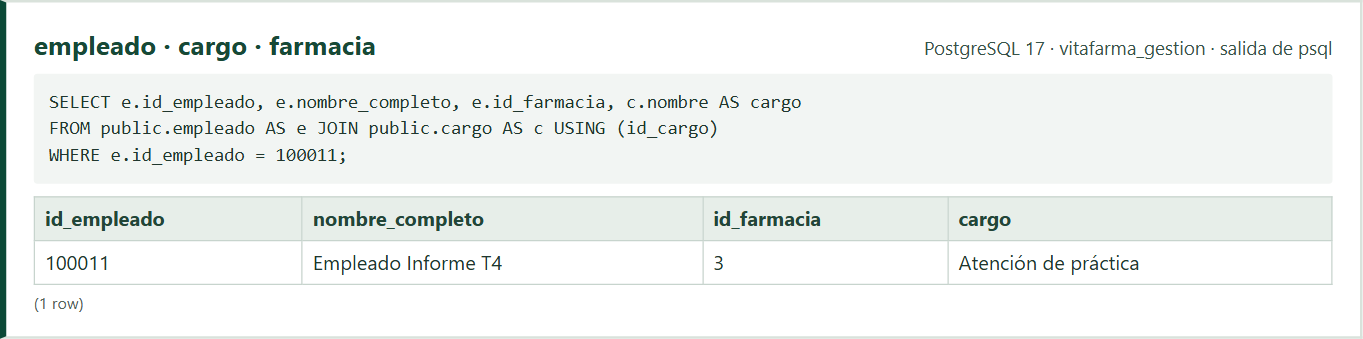 empleado · cargo · farmacia
PostgreSQL 17 · vitafarma_gestion · salida de psql
SELECT e.id_empleado, e.nombre_completo, e.id_farmacia, c.nombre AS cargo
FROM public.empleado AS e JOIN public.cargo AS c USING (id_cargo)
WHERE e.id_empleado = 100011;
id_empleado nombre_completo id_farmacia cargo
100011 Empleado Informe T4 3 Atención de práctica
(1 row)